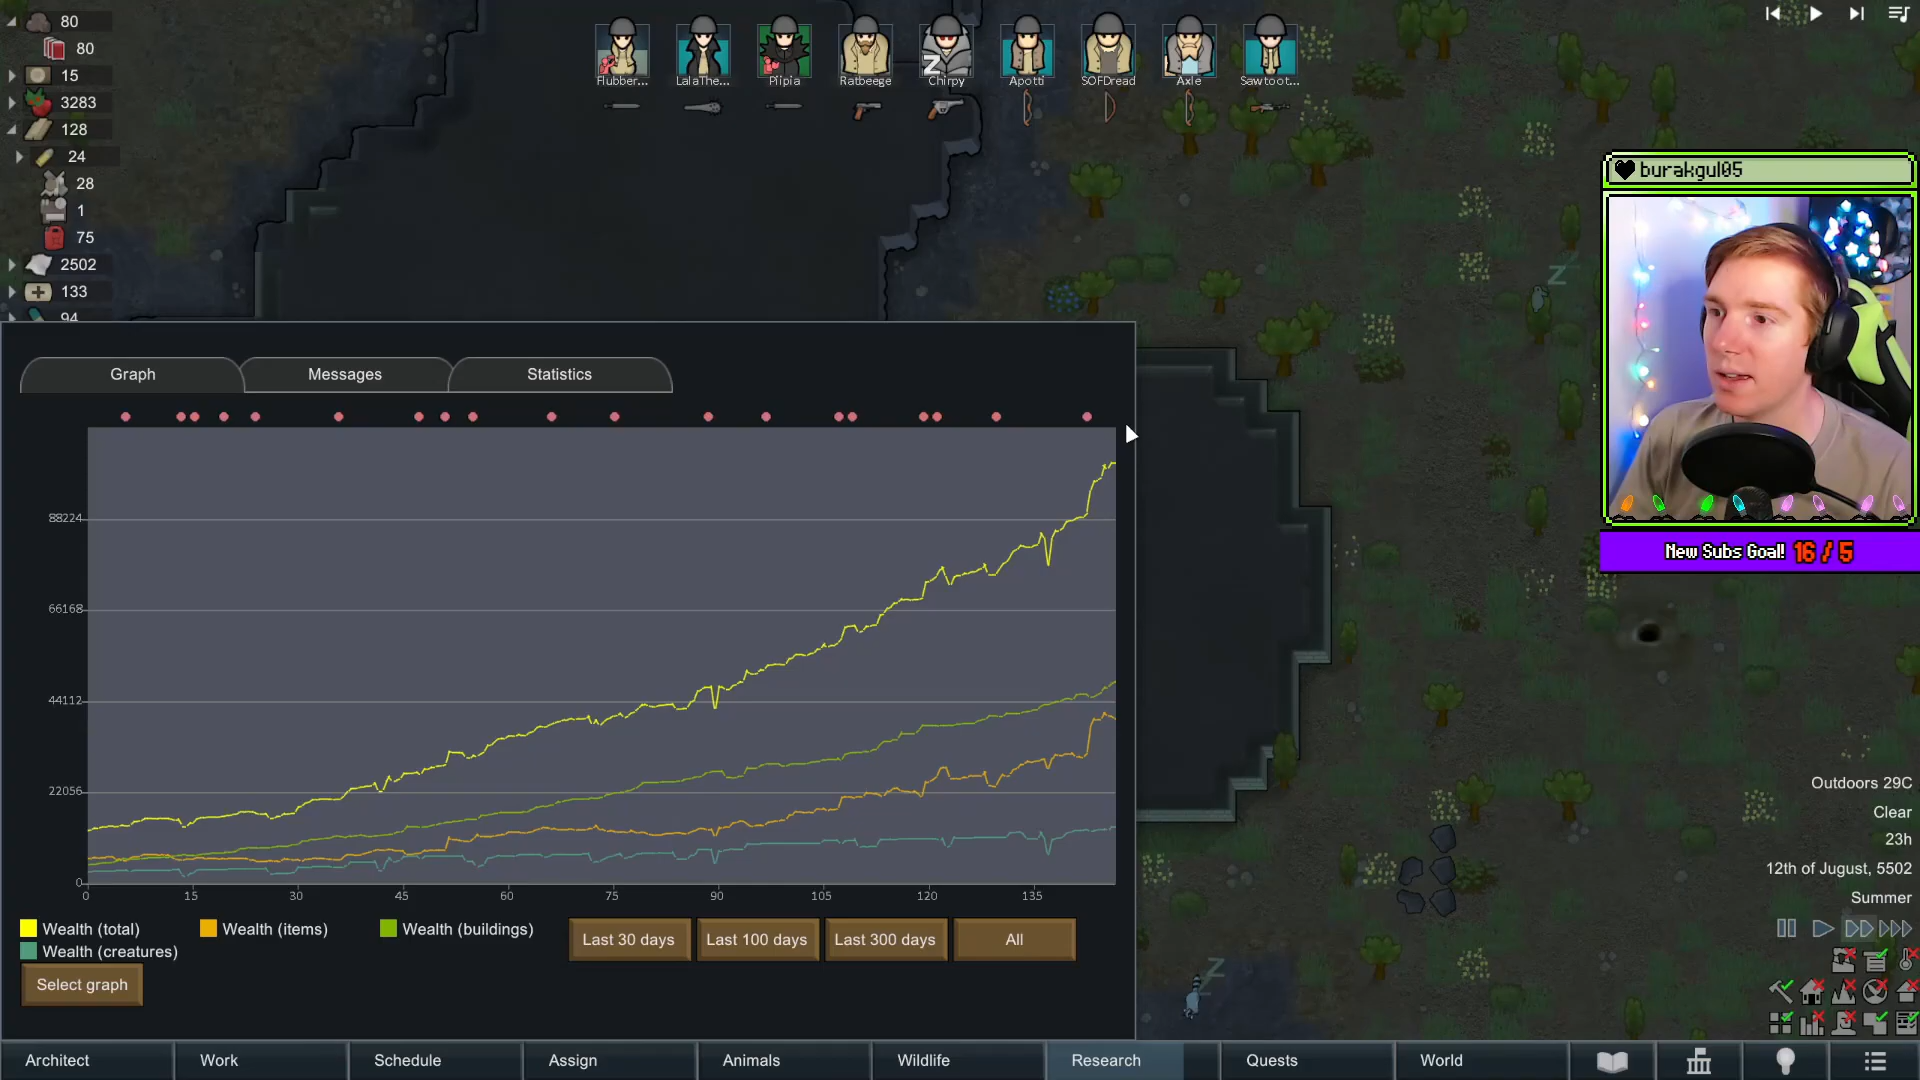 80
80
15
3283
128
24
28
1
75
2502
133
94
Flubber...
LalaThe...
Piipia
Ratbeege
Chirpy
Apotti
SOFDread
Axle
Sawtoot...
Z
burakgul05
New Subs Goal! 16 / 5
Z
Graph
Messages
Statistics
88224
66168
44112
22056
0
0
15
30
45
60
75
90
105
120
135
Wealth (total)
Wealth (items)
Wealth (buildings)
Wealth (creatures)
Last 30 days
Last 100 days
Last 300 days
All
Select graph
Z
Outdoors 29C
Clear
23h
12th of Jugust, 5502
Summer
Architect
Work
Schedule
Assign
Animals
Wildlife
Research
Quests
World